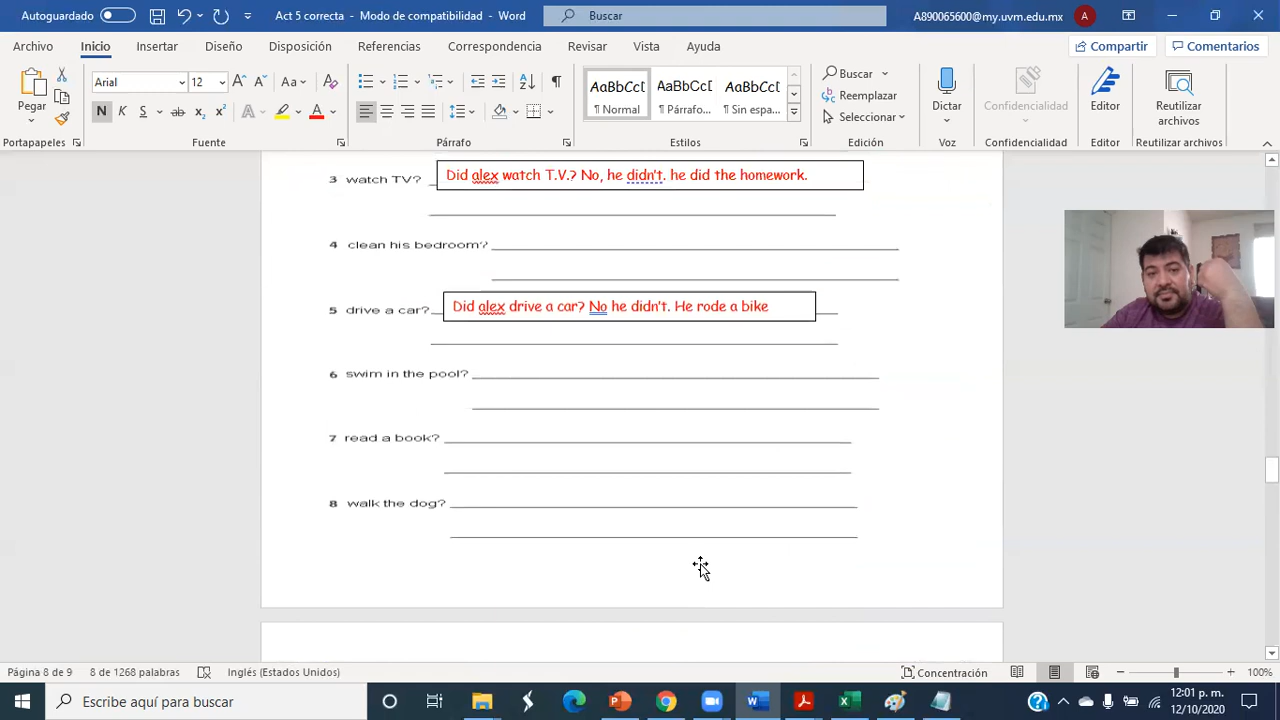 Autoguardado
Act 5 correcta - Modo de compatibilidad - Word
Buscar
A890065600@my.uvm.edu.mx
A
Archivo Inicio Insertar Diseño Disposición Referencias Correspondencia Revisar Vista Ayuda
Compartir Comentarios
Pegar
Arial 12
Aa
N K S ab x₂ x²
A A A
AaBbCcI AaBbCcI AaBbCcI
¶ Normal ¶ Párrafo... ¶ Sin espa...
Buscar
Reemplazar
Seleccionar
Dictar
Confidencialidad
Editor
Reutilizar archivos
Portapapeles Fuente Párrafo Estilos Edición Voz Confidencialidad Editor Reutilizar archivos
3 watch TV? Did alex watch T.V.? No, he didn't. he did the homework.
4 clean his bedroom?
5 drive a car? Did alex drive a car? No he didn't. He rode a bike
6 swim in the pool?
7 read a book?
8 walk the dog?
Página 8 de 9 8 de 1268 palabras Inglés (Estados Unidos) Concentración 100%
Escribe aquí para buscar
12:01 p. m.
12/10/2020